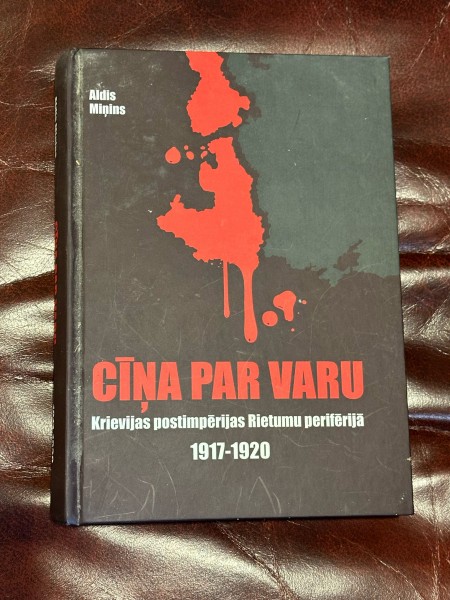 Aldis
Miņins
CĪŅA PAR VARU
Krievijas postimpērijas Rietumu perifērijā
1917-1920